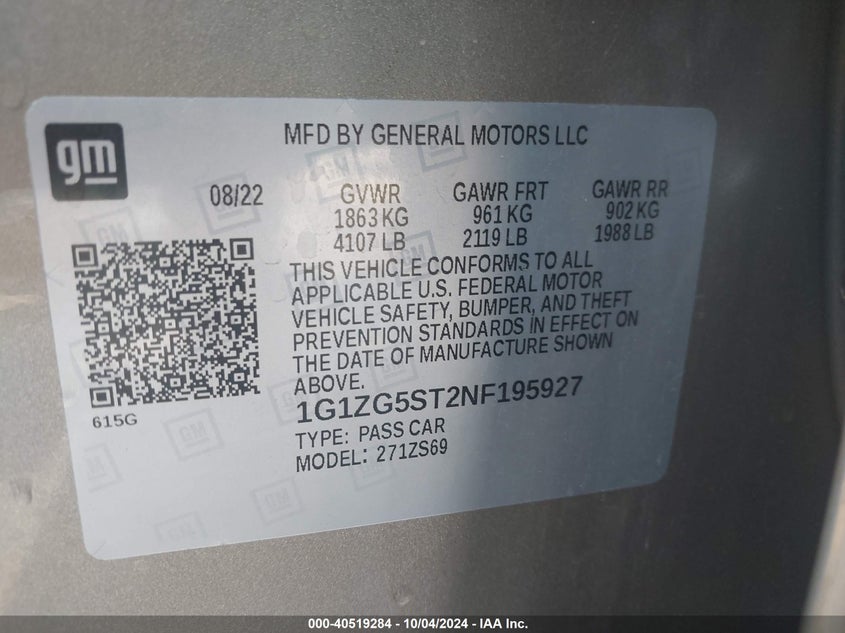 gm
MFD BY GENERAL MOTORS LLC
08/22 GVWR GAWR FRT GAWR RR
1863 KG 961 KG 902 KG
4107 LB 2119 LB 1988 LB
THIS VEHICLE CONFORMS TO ALL
APPLICABLE U.S. FEDERAL MOTOR
VEHICLE SAFETY, BUMPER, AND THEFT
PREVENTION STANDARDS IN EFFECT ON
THE DATE OF MANUFACTURE SHOWN
ABOVE.
1G1ZG5ST2NF195927
615G
TYPE: PASS CAR
MODEL: 271ZS69
000-40519284 - 10/04/2024 - IAA Inc.